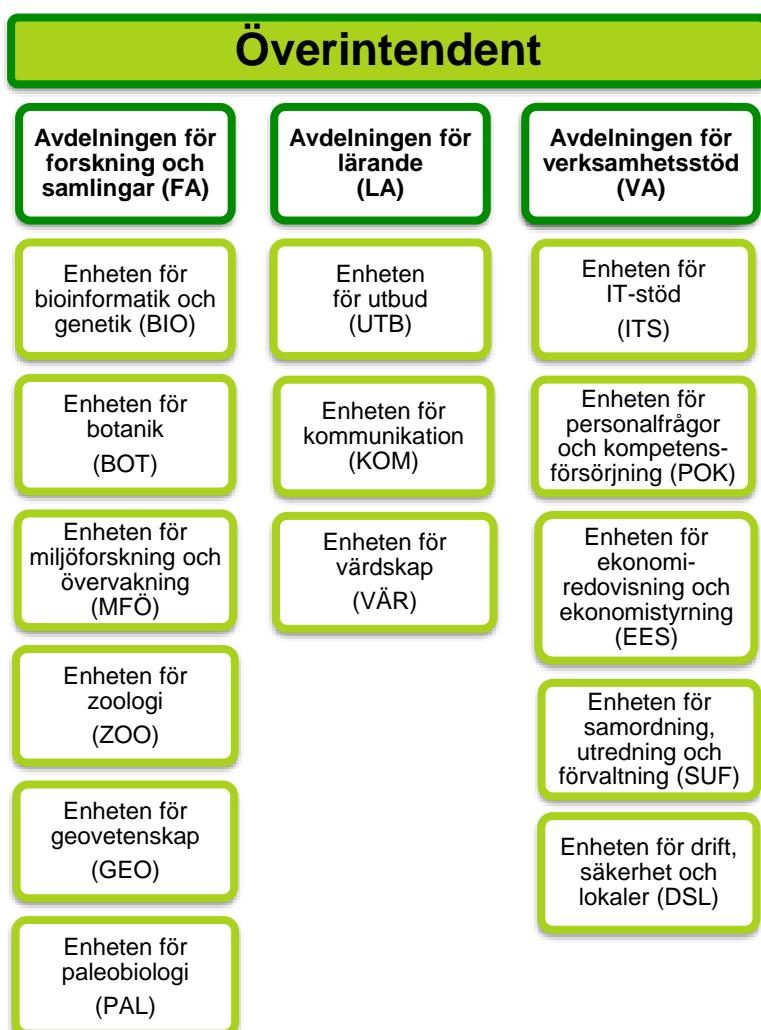 Överintendent
Avdelningen för
forskning och
samlingar (FA)
Enheten för
bioinformatik och
genetik (BIO)
Enheten för
botanik
(BOT)
Enheten för
miljöforskning och
övervakning
(MFÖ)
Enheten för
zoologi
(ZOO)
Enheten för
geovetenskap
(GEO)
Enheten för
paleobiologi
(PAL)
Avdelningen för
lärande
(LA)
Enheten
för utbud
(UTB)
Enheten för
kommunikation
(KOM)
Enheten för
värdskap
(VÄR)
Avdelningen för
verksamhetsstöd
(VA)
Enheten för
IT-stöd
(ITS)
Enheten för
personalfrågor
och kompetens-
försörjning (POK)
Enheten för
ekonomi-
redovisning och
ekonomistyrning
(EES)
Enheten för
samordning,
utredning och
förvaltning (SUF)
Enheten för drift,
säkerhet och
lokaler (DSL)